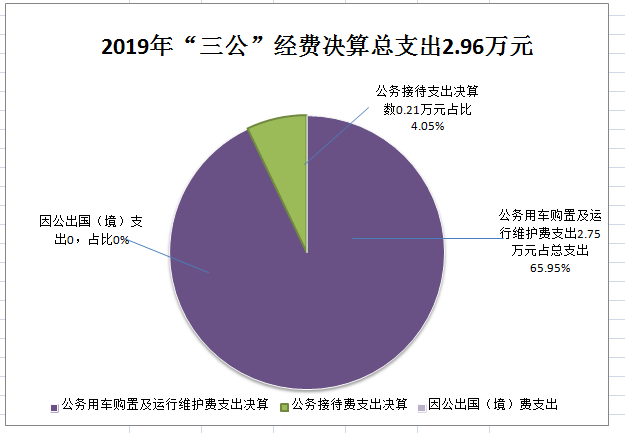 2019年“三公”经费决算总支出2.96万元
公务接待支出决算
数0.21万元占比
4.05%
因公出国（境）支
出0，占比0%
公务用车购置及运
行维护费支出2.75
万元占总支出
65.95%
公务用车购置及运行维护费支出决算
公务接待费支出决算
因公出国（境）费支出